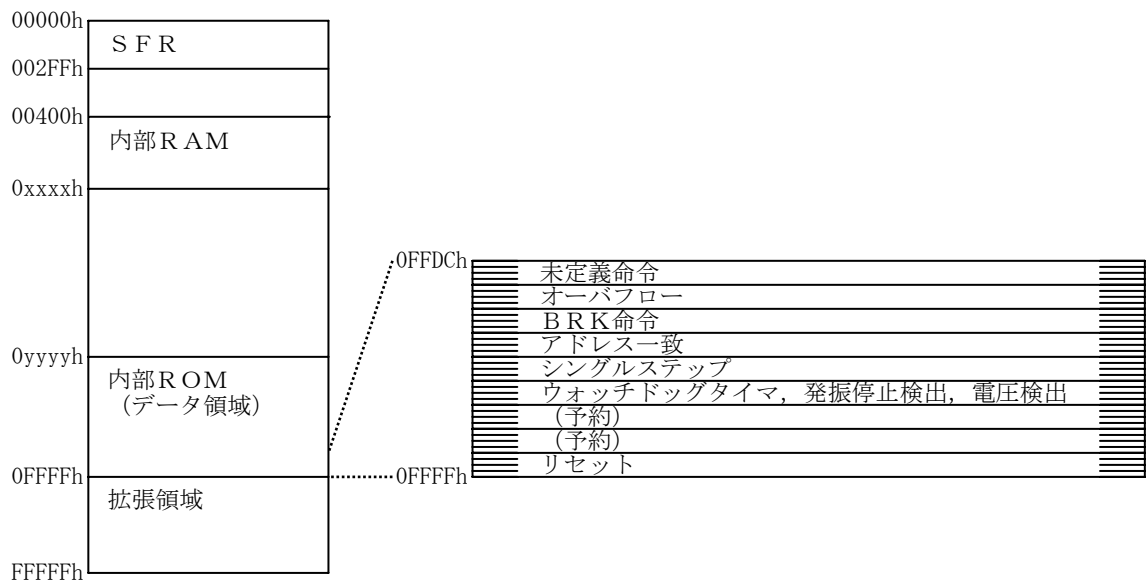 00000h
ＳＦＲ
002FFh
00400h
内部ＲＡＭ
0xxxxh
0yyyyh
内部ＲＯＭ
（データ領域）
0FFFFh
拡張領域
FFFFFh
0FFDCh
未定義命令
オーバフロー
ＢＲＫ命令
アドレス一致
シングルステップ
ウォッチドッグタイマ，発振停止検出，電圧検出
（予約）
（予約）
リセット
0FFFFh